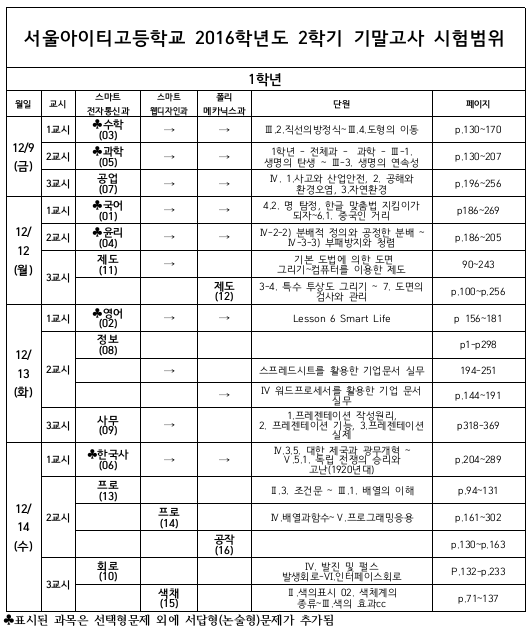 서울아이티고등학교 2016학년도 2학기 기말고사 시험범위
1학년
월일 교시 스마트 전자통신과 스마트 웹디자인과 폴리 메카닉스과 단원 페이지
12/9 (금)
1교시 ♣수학 (03) → → Ⅲ.2.직선의방정식~Ⅲ.4.도형의 이동 p,130~170
2교시 ♣과학 (05) → → 1학년 - 전체과 - 과학 - Ⅲ-1.
생명의 탄생 ~ Ⅲ-3. 생명의 연속성 p,130~207
3교시 공업 (07) → → Ⅳ. 1.사고와 산업안전, 2. 공해와
환경오염, 3.자연환경 p,196~256
12/12 (월)
1교시 ♣국어 (01) → → 4.2. 명 탐정, 한글 맞춤법 지킴이가
되자~6.1. 중국인 거리 p186~269
2교시 ♣윤리 (04) → → Ⅳ-2-2) 분배적 정의와 공정한 분배 ~
Ⅳ-3-3) 부패방지와 청렴 p,186~205
3교시 제도 (11) → 기본 도법에 의한 도면
그리기~컴퓨터를 이용한 제도 90~243
제도 (12) 3-4. 특수 투상도 그리기 ~ 7. 도면의
검사와 관리 p,100~p,256
12/13 (화)
1교시 ♣영어 (02) → → Lesson 6 Smart Life p 156~181
2교시 정보 (08) p1-p298
→ 스프레드시트를 활용한 기업문서 실무 194~251
→ Ⅳ 워드프로세서를 활용한 기업 문서
실무 p,144~191
3교시 사무 (09) → 1.프레젠테이션 작성원리,
2. 프레젠테이션 기능, 3.프레젠테이션
실제 p318-369
12/14 (수)
1교시 ♣한국사 (06) → → Ⅳ.3.5. 대한 제국과 광무개혁 ~
Ⅴ.5.1. 독립 전쟁의 승리와
고난(1920년대) p,204~289
2교시 프로 (13) Ⅱ.3. 조건문 ~ Ⅲ.1. 배열의 이해 p,94~131
프로 (14) Ⅳ.배열과함수~Ⅴ.프로그래밍응용 p,161~302
공작 (16) p,130~p,163
3교시 회로 (10) Ⅳ. 발진 및 펄스
발생회로-VI.인터페이스회로 P,132-p,233
색채 (15) Ⅱ.색의표시 02. 색체계의
종류~Ⅲ.색의 효과cc p,71~137
♣표시된 과목은 선택형문제 외에 서답형(논술형)문제가 추가됨